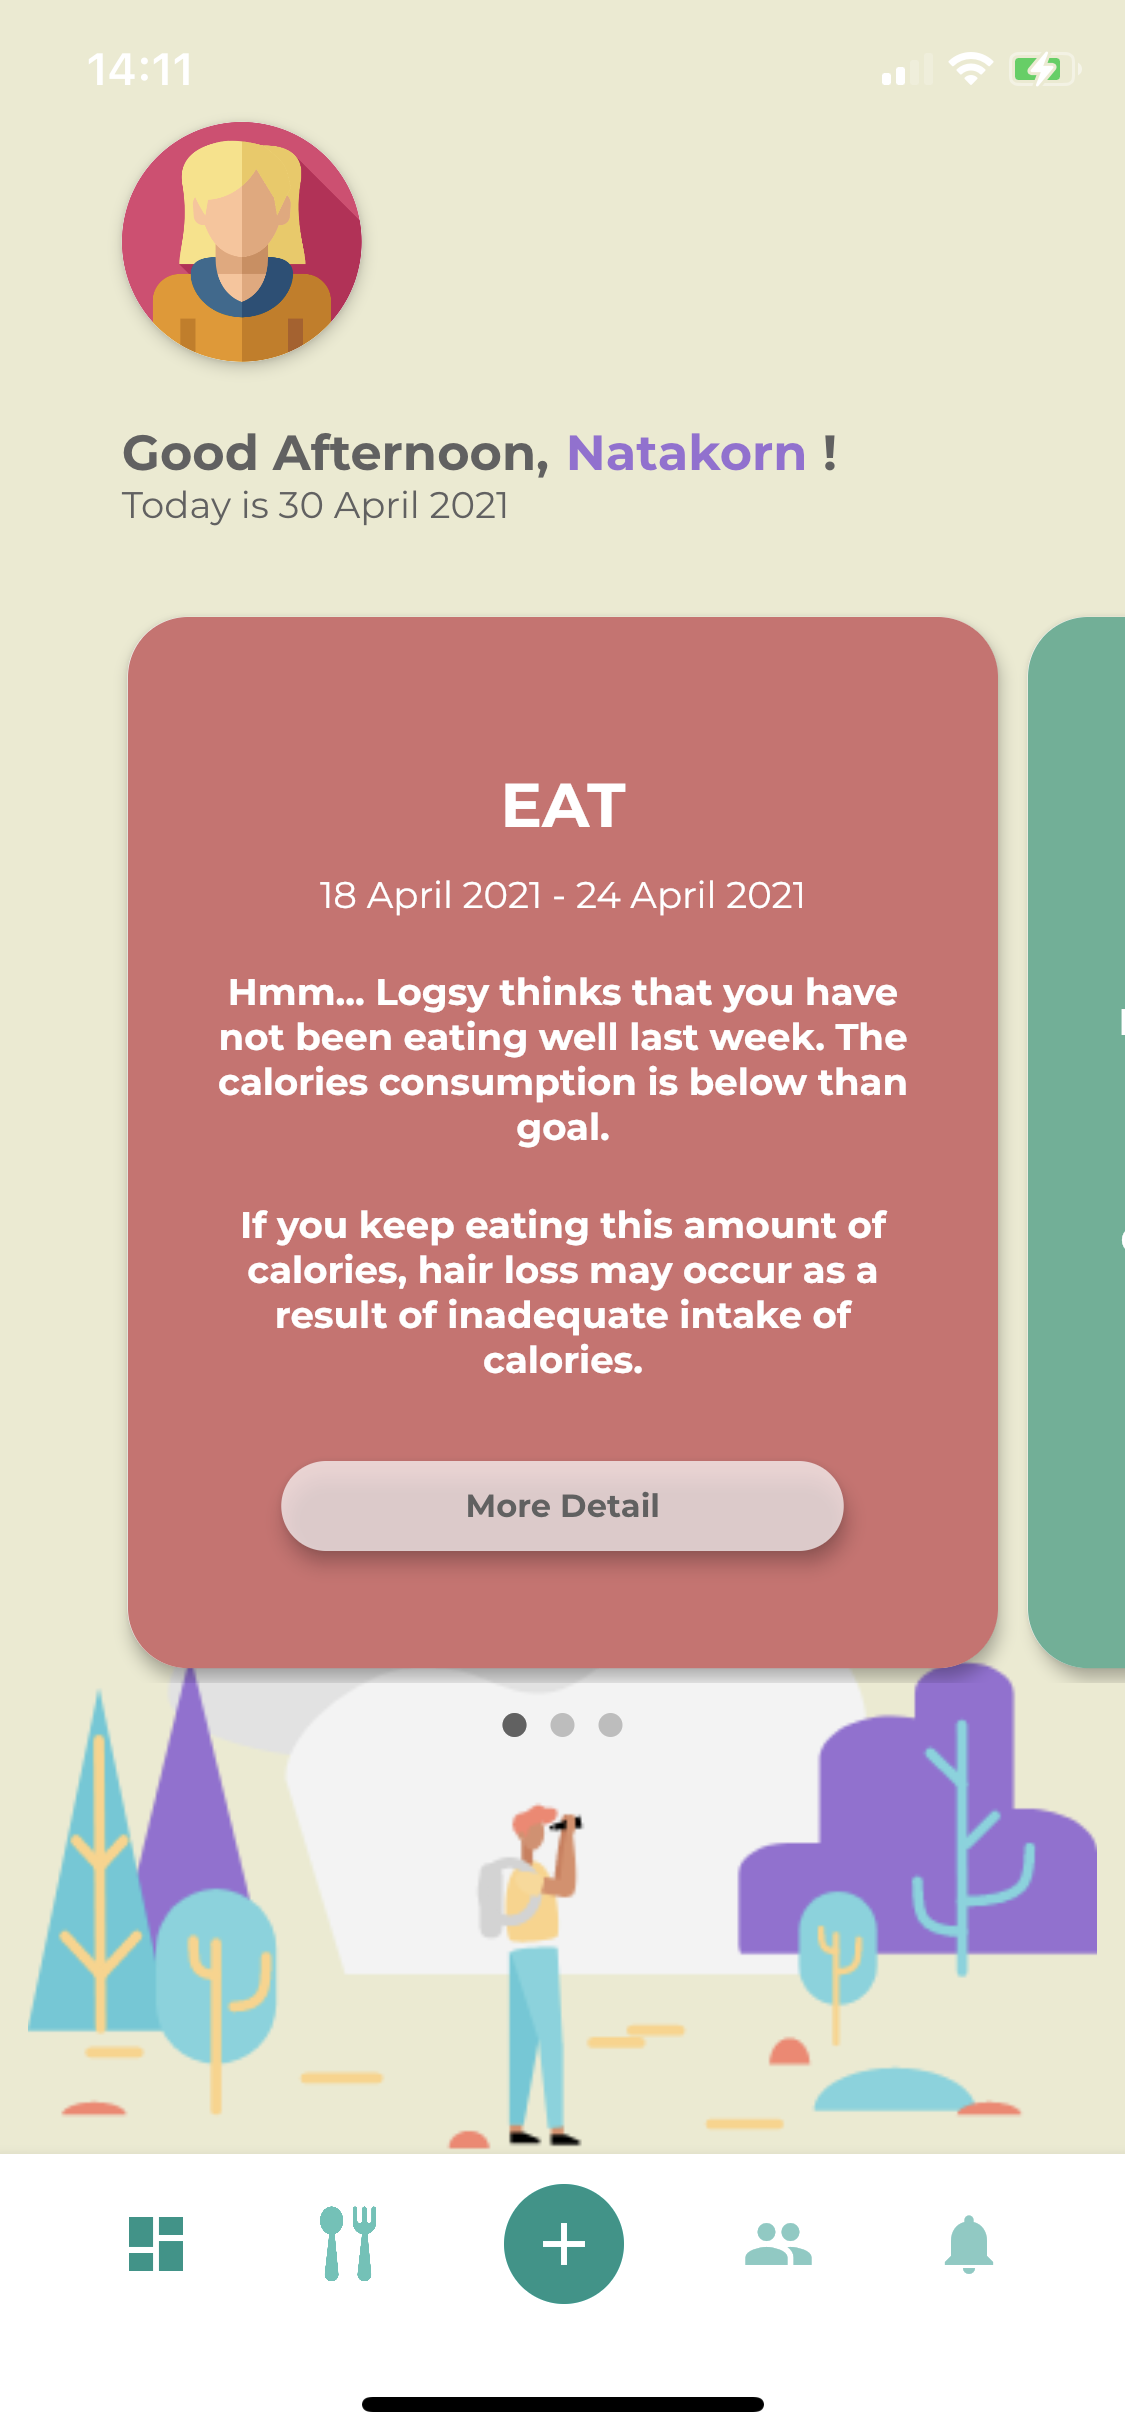 14:11
Good Afternoon, Natakorn !
Today is 30 April 2021
EAT
18 April 2021 - 24 April 2021
Hmm... Logsy thinks that you have
not been eating well last week. The
calories consumption is below than
goal.
If you keep eating this amount of
calories, hair loss may occur as a
result of inadequate intake of
calories.
More Detail